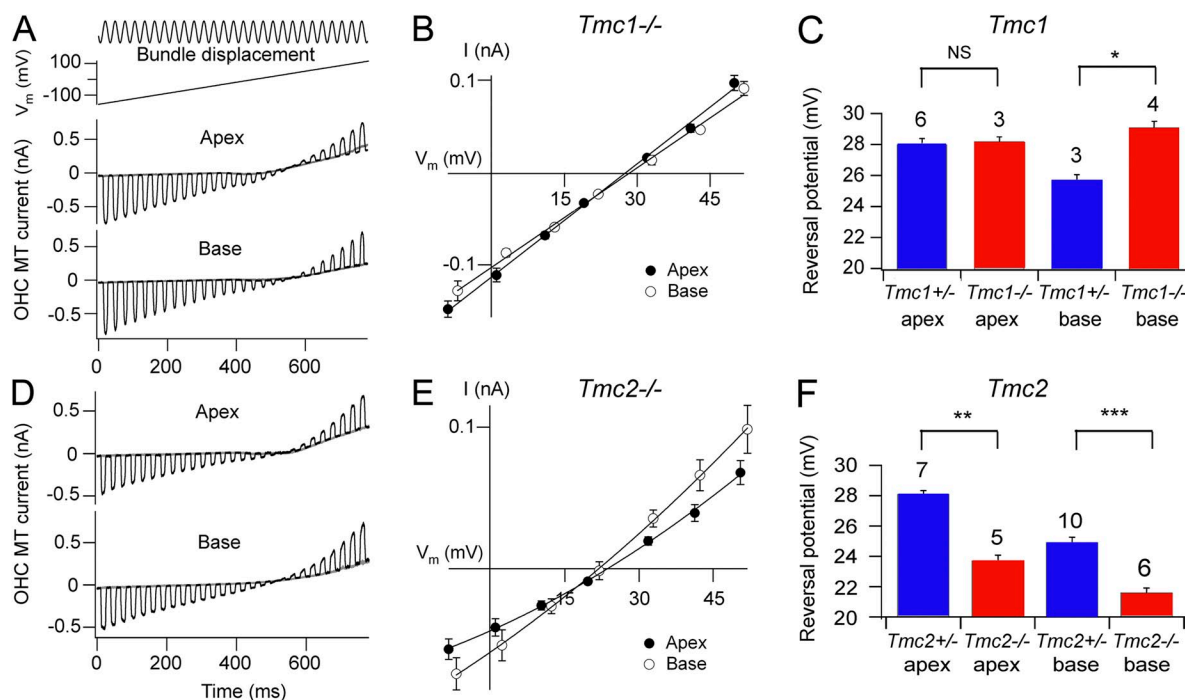 A
Bundle displacement
Vm (mV)
100
-100
OHC MT current (nA)
Apex
0.5
0
-0.5
Base
0.5
0
-0.5
0 200 400 600
B
Tmc1-/-
I (nA)
0.1
Vm (mV)
15 30 45
-0.1
Apex
Base
C
Tmc1
Reversal potential (mV)
NS
*
30
28
26
24
22
20
6 3 3 4
Tmc1+/- Tmc1-/- Tmc1+/- Tmc1-/-
apex apex base base
D
OHC MT current (nA)
Apex
0.5
0
-0.5
Base
0.5
0
-0.5
0 200 400 600
Time (ms)
E
Tmc2-/-
I (nA)
0.1
Vm (mV)
15 30 45
Apex
Base
F
Tmc2
Reversal potential (mV)
** ***
30
28
26
24
22
20
7 5 10 6
Tmc2+/- Tmc2-/- Tmc2+/- Tmc2-/-
apex apex base base